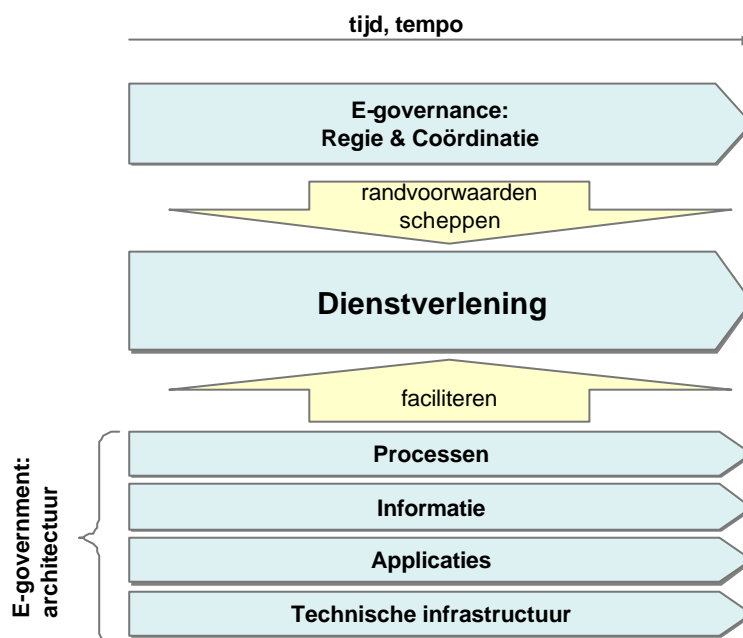 tijd, tempo
E-governance:
Regie & Coördinatie
randvoorwaarden
scheppen
Dienstverlening
faciliteren
E-government:
architectuur
Processen
Informatie
Applicaties
Technische infrastructuur